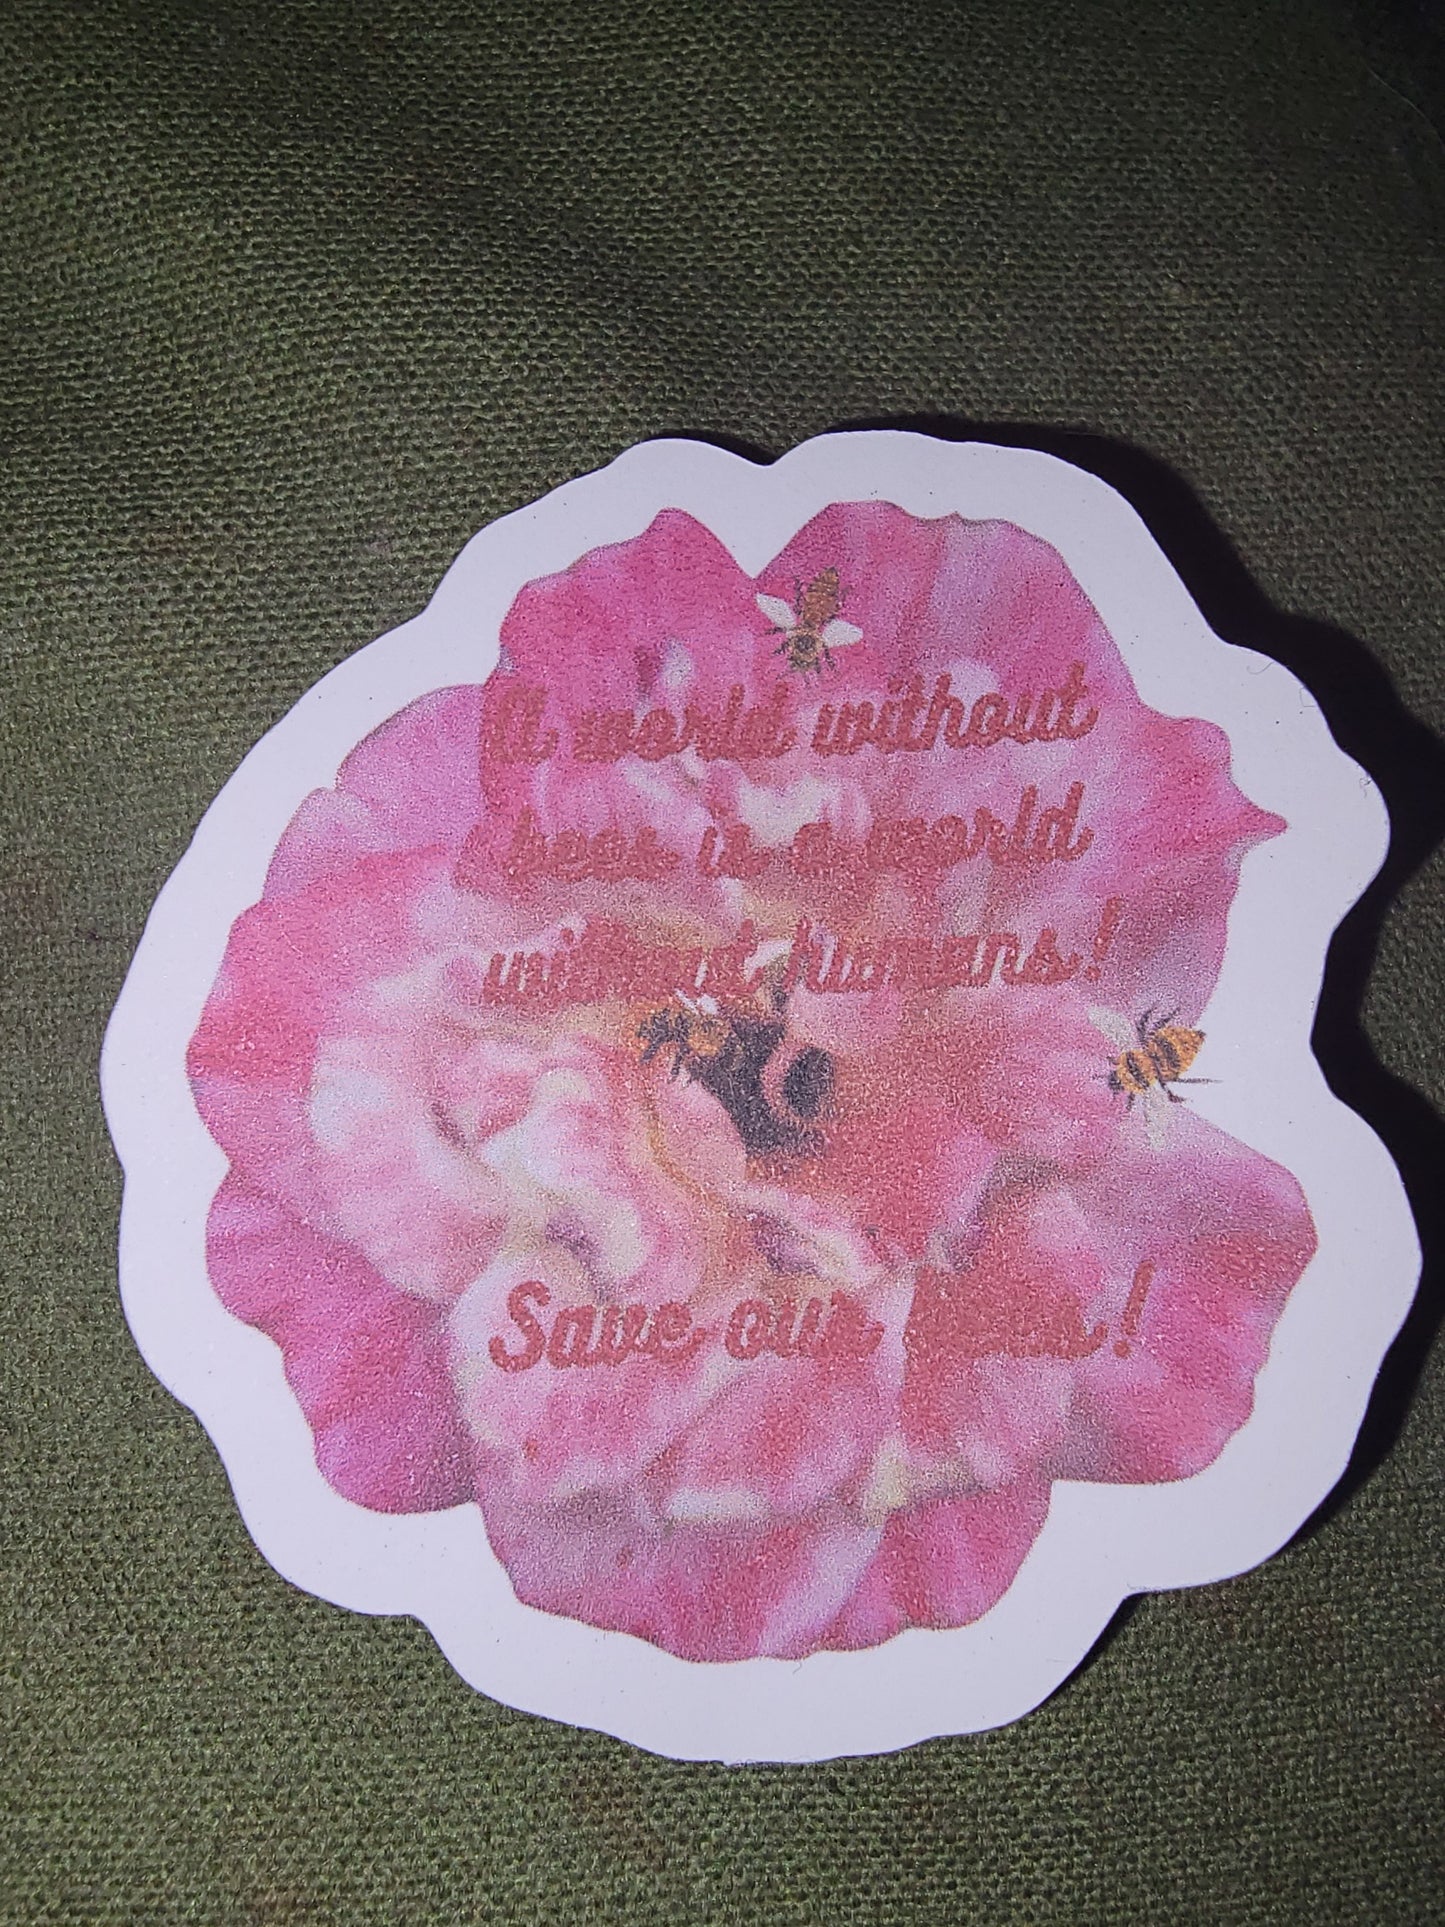 A world without
bees is a world
without humans!
Save our bees!